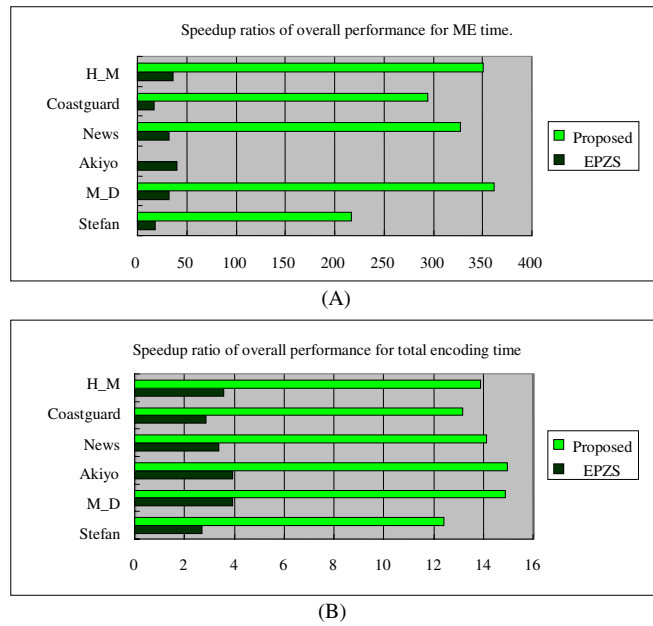 Speedup ratios of overall performance for ME time.
H_M
Coastguard
News
Akiyo
M_D
Stefan
0 50 100 150 200 250 300 350 400
Proposed
EPZS
(A)
Speedup ratio of overall performance for total encoding time
H_M
Coastguard
News
Akiyo
M_D
Stefan
0 2 4 6 8 10 12 14 16
Proposed
EPZS
(B)